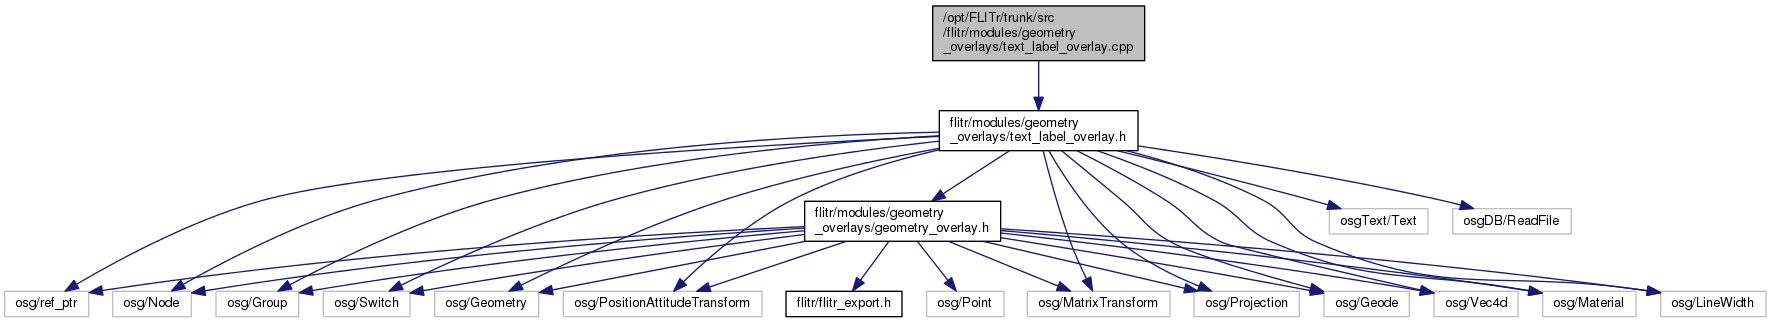 /opt/FLITr/trunk/src
/flitr/modules/geometry
_overlays/text_label_overlay.cpp
flitr/modules/geometry
_overlays/text_label_overlay.h
flitr/modules/geometry
_overlays/geometry_overlay.h
osgText/Text
osgDB/ReadFile
osg/ref_ptr
osg/Node
osg/Group
osg/Switch
osg/Geometry
osg/PositionAttitudeTransform
flitr/flitr_export.h
osg/Point
osg/MatrixTransform
osg/Projection
osg/Geode
osg/Vec4d
osg/Material
osg/LineWidth